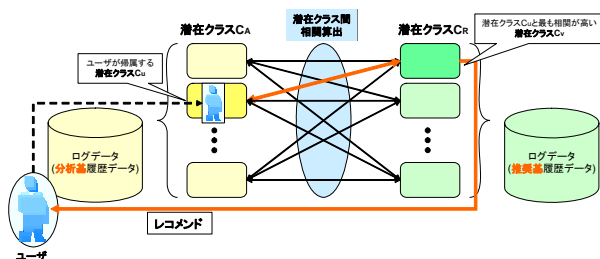 潜在クラスCA
潜在クラス間
相関算出
潜在クラスCR
潜在クラスCuと最も相関が高い
潜在クラスCv
ユーザが帰属する
潜在クラスCu
ログデータ
(分析基履歴データ)
ログデータ
(推奨基履歴データ)
レコメンド
ユーザ